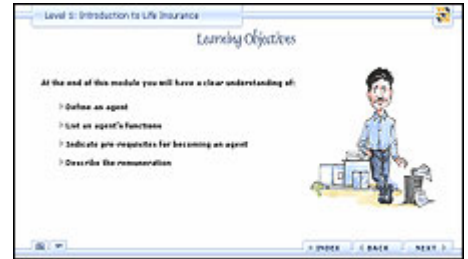 Level 1: Introduction to Life Insurance
Learning Objectives
At the end of this module you will have a clear understanding of:
Define an agent
List an agent's functions
Indicate pre-requisites for becoming an agent
Describe the remuneration
INDEX
BACK
NEXT